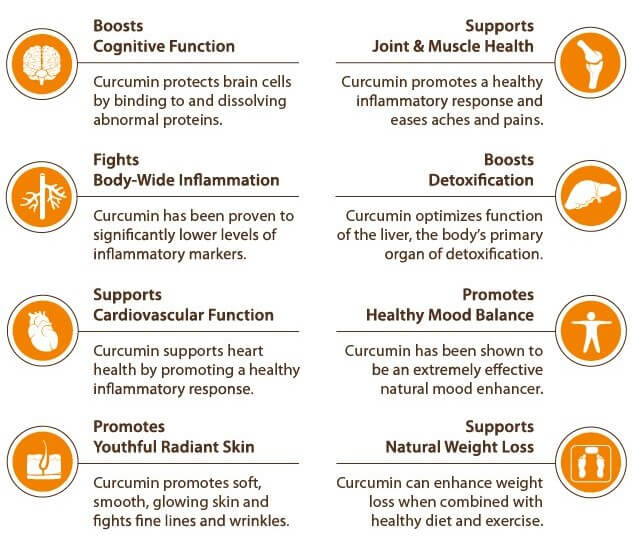 Boosts
Cognitive Function
Curcumin protects brain cells
by binding to and dissolving
abnormal proteins.
Supports
Joint & Muscle Health
Curcumin promotes a healthy
inflammatory response and
eases aches and pains.
Fights
Body-Wide Inflammation
Curcumin has been proven to
significantly lower levels of
inflammatory markers.
Boosts
Detoxification
Curcumin optimizes function
of the liver, the body's primary
organ of detoxification.
Supports
Cardiovascular Function
Curcumin supports heart
health by promoting a healthy
inflammatory response.
Promotes
Healthy Mood Balance
Curcumin has been shown to
be an extremely effective
natural mood enhancer.
Promotes
Youthful Radiant Skin
Curcumin promotes soft,
smooth, glowing skin and
fights fine lines and wrinkles.
Supports
Natural Weight Loss
Curcumin can enhance weight
loss when combined with
healthy diet and exercise.